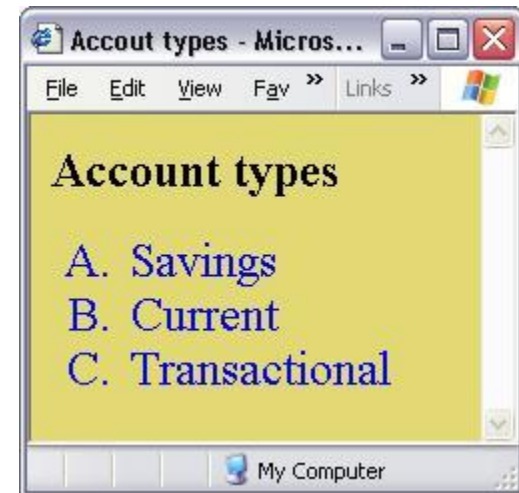 Accout types - Micros...
File Edit View Fav » Links »
Account types
A. Savings
B. Current
C. Transactional
My Computer